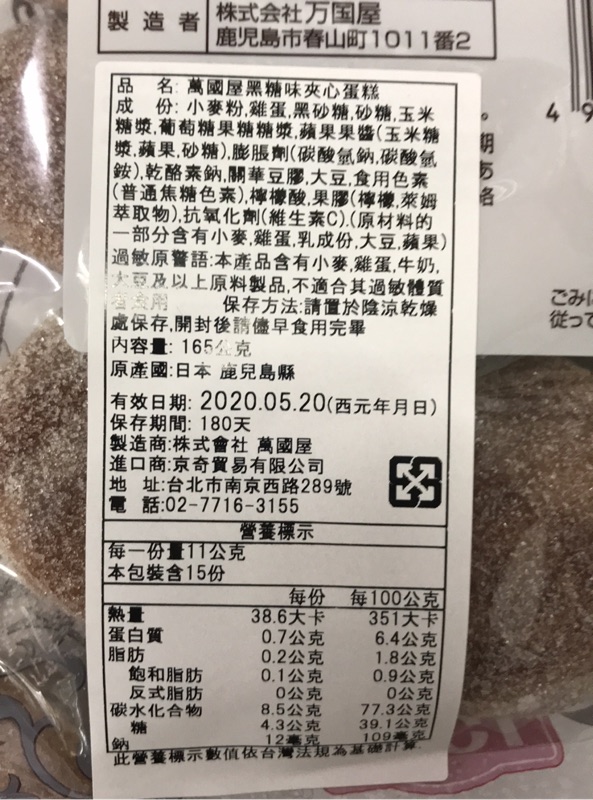 製造者 株式会社万国屋
鹿児島市春山町1011番2
4 9
。
期
あ
絡
ごみに
従って
品 名: 萬國屋黑糖味夾心蛋糕
成 份: 小麥粉,雞蛋,黑砂糖,砂糖,玉米
糖漿,葡萄糖果糖糖漿,蘋果果醬(玉米糖
漿,蘋果,砂糖),膨脹劑(碳酸氫鈉,碳酸氫
銨),乾酪素鈉,關華豆膠,大豆,食用色素
(普通焦糖色素),檸檬酸,果膠(檸檬,萊姆
萃取物),抗氧化劑(維生素C).(原材料的
一部分含有小麥,雞蛋,乳成份,大豆,蘋果)
過敏原警語:本產品含有小麥,雞蛋,牛奶,
大豆及以上原料製品,不適合其過敏體質
者食用 保存方法:請置於陰涼乾燥
處保存,開封後請儘早食用完畢
內容量: 165公克
原產國:日本 鹿兒島縣
有效日期: 2020.05.20(西元年月日)
保存期間: 180天
製造商:株式會社 萬國屋
進口商:京奇貿易有限公司
地 址:台北市南京西路289號
電 話:02-7716-3155
營養標示
每一份量11公克
本包裝含15份
每份 每100公克
熱量 38.6大卡 351大卡
蛋白質 0.7公克 6.4公克
脂肪 0.2公克 1.8公克
飽和脂肪 0.1公克 0.9公克
反式脂肪 0公克 0公克
碳水化合物 8.5公克 77.3公克
糖 4.3公克 39.1公克
鈉 12毫克 109毫克
此營養標示數值依台灣法規為基礎計算.